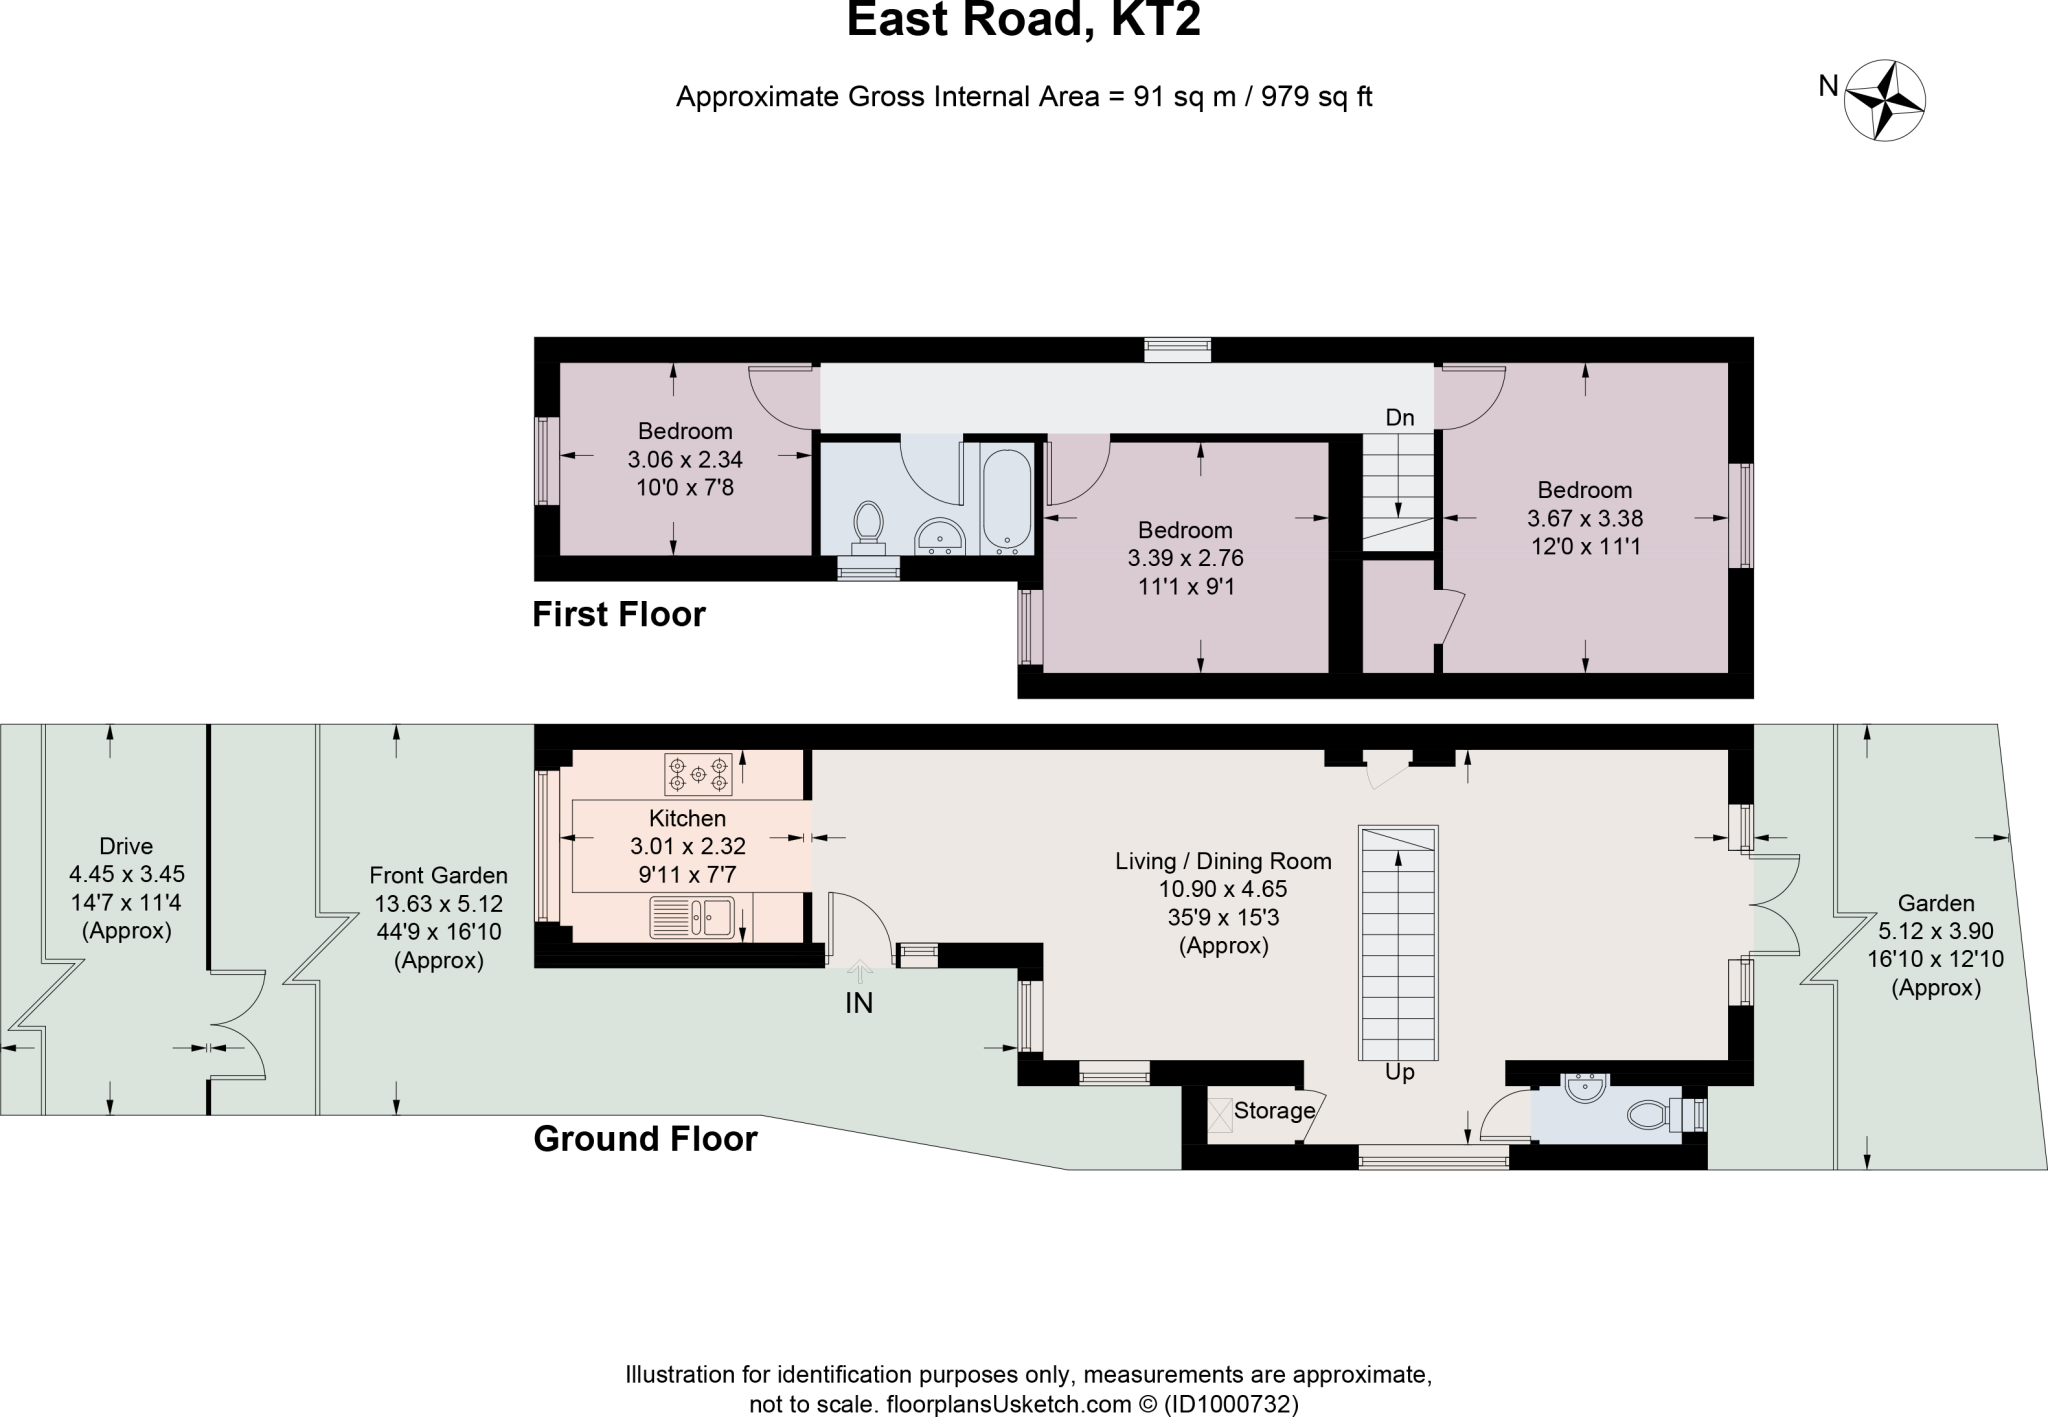 East Road, KT2
Approximate Gross Internal Area = 91 sq m / 979 sq ft
N
Bedroom
3.06 x 2.34
10'0 x 7'8
Bedroom
3.39 x 2.76
11'1 x 9'1
Dn
Bedroom
3.67 x 3.38
12'0 x 11'1
First Floor
Drive
4.45 x 3.45
14'7 x 11'4
(Approx)
Front Garden
13.63 x 5.12
44'9 x 16'10
(Approx)
Kitchen
3.01 x 2.32
9'11 x 7'7
IN
Living / Dining Room
10.90 x 4.65
35'9 x 15'3
(Approx)
Up
Storage
Garden
5.12 x 3.90
16'10 x 12'10
(Approx)
Ground Floor
Illustration for identification purposes only, measurements are approximate,
not to scale. floorplansUsketch.com © (ID1000732)